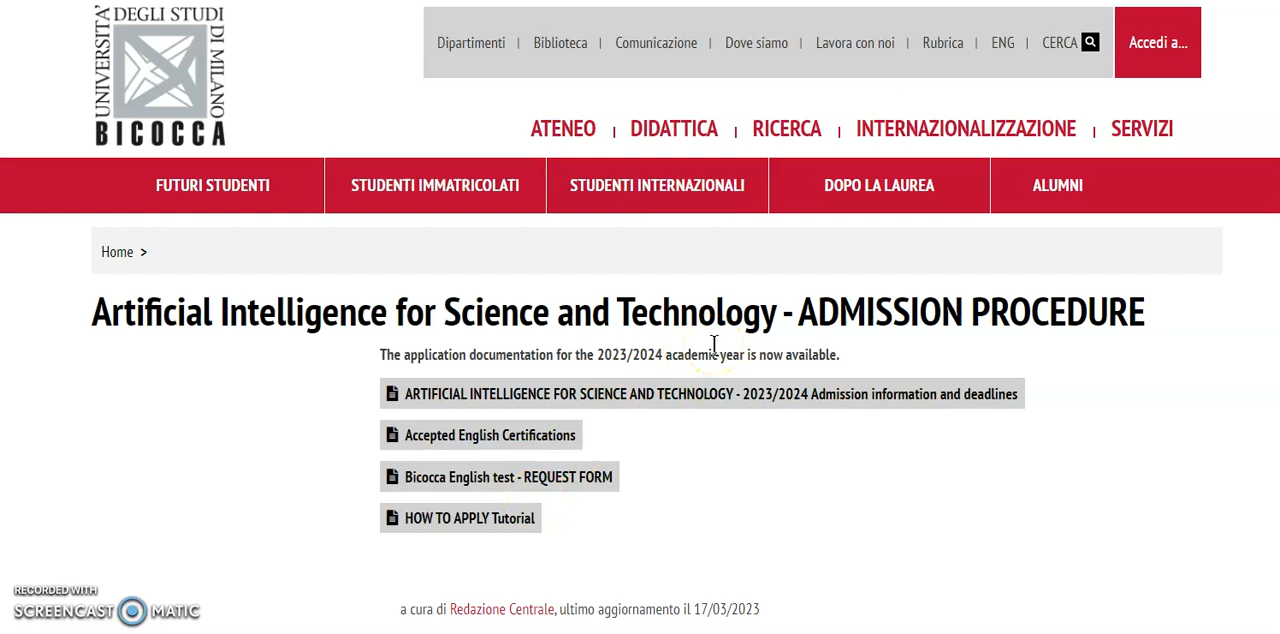 UNIVERSITA' DEGLI STUDI DI MILANO
BICOCCA
Dipartimenti | Biblioteca | Comunicazione | Dove siamo | Lavora con noi | Rubrica | ENG | CERCA
Accedi a...
ATENEO | DIDATTICA | RICERCA | INTERNAZIONALIZZAZIONE | SERVIZI
FUTURI STUDENTI STUDENTI IMMATRICOLATI STUDENTI INTERNAZIONALI DOPO LA LAUREA ALUMNI
Home >
Artificial Intelligence for Science and Technology - ADMISSION PROCEDURE
The application documentation for the 2023/2024 academic year is now available.
ARTIFICIAL INTELLIGENCE FOR SCIENCE AND TECHNOLOGY - 2023/2024 Admission information and deadlines
Accepted English Certifications
Bicocca English test - REQUEST FORM
HOW TO APPLY Tutorial
RECORDED WITH
SCREENCAST MATIC
a cura di Redazione Centrale, ultimo aggiornamento il 17/03/2023